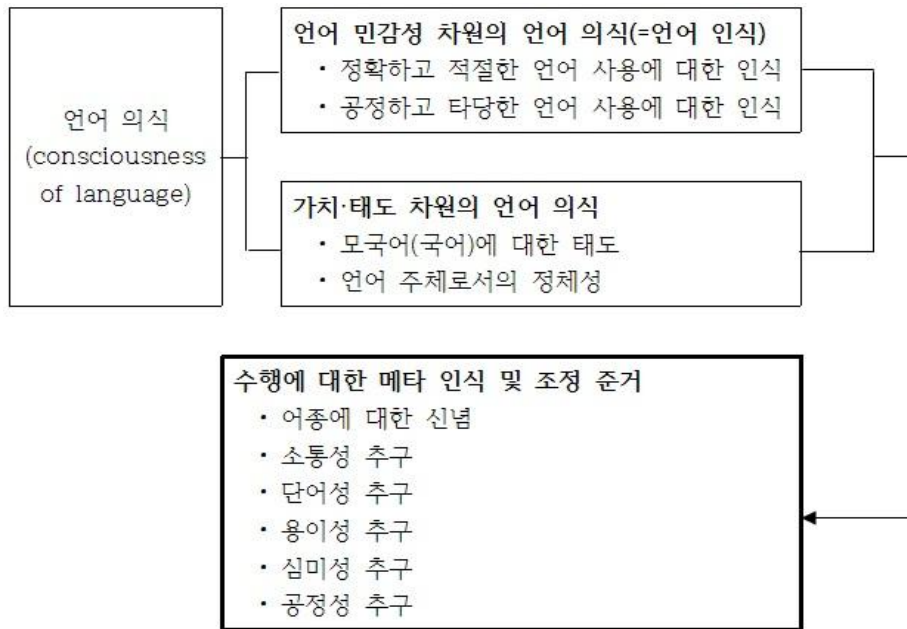 언어 의식
(consciousness
of language)
언어 민감성 차원의 언어 의식(=언어 인식)
· 정확하고 적절한 언어 사용에 대한 인식
· 공정하고 타당한 언어 사용에 대한 인식
가치·태도 차원의 언어 의식
· 모국어(국어)에 대한 태도
· 언어 주체로서의 정체성
수행에 대한 메타 인식 및 조정 준거
· 어종에 대한 신념
· 소통성 추구
· 단어성 추구
· 용이성 추구
· 심미성 추구
· 공정성 추구